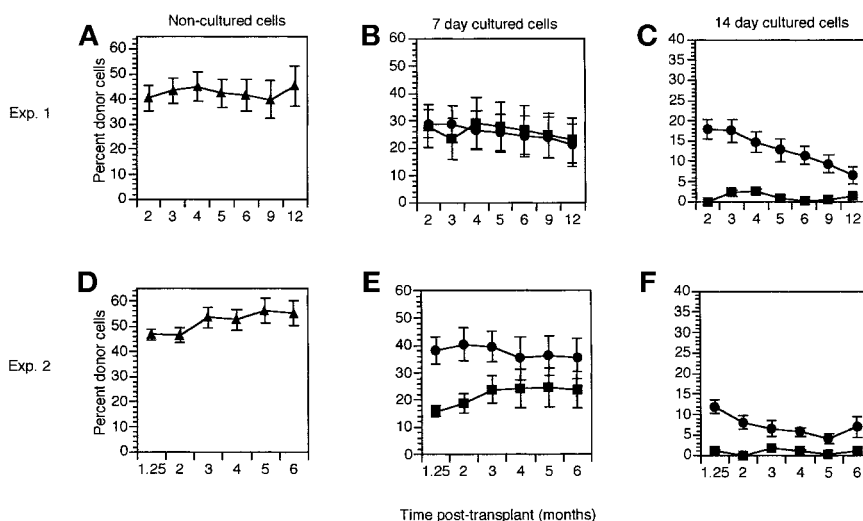 Non-cultured cells
7 day cultured cells
14 day cultured cells
A
B
C
Exp. 1
Percent donor cells
60
50
40
30
20
10
0
2 3 4 5 6 9 12
60
50
40
30
20
10
0
2 3 4 5 6 9 12
40
35
30
25
20
15
10
5
0
2 3 4 5 6 9 12
D
E
F
Exp. 2
Percent donor cells
60
50
40
30
20
10
0
1.25 2 3 4 5 6
60
50
40
30
20
10
0
1.25 2 3 4 5 6
40
35
30
25
20
15
10
5
0
1.25 2 3 4 5 6
Time post-transplant (months)